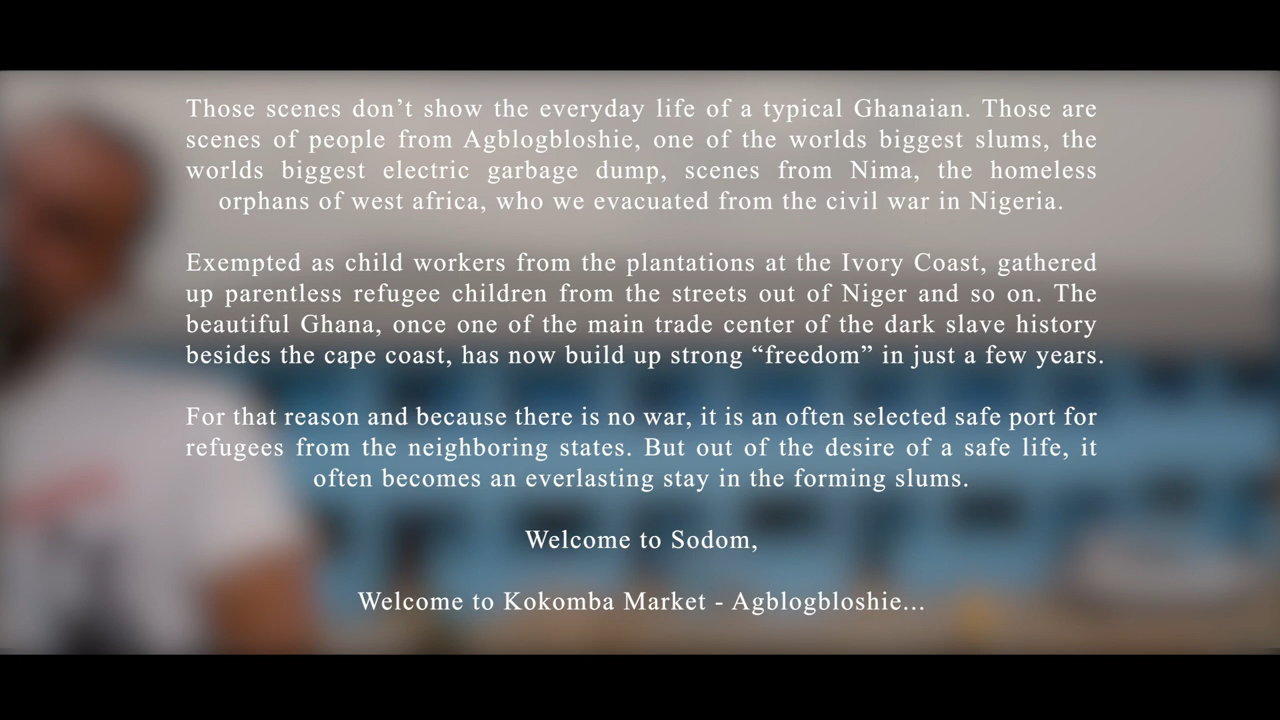 Those scenes don’t show the everyday life of a typical Ghanaian. Those are
scenes of people from Agblogbloshie, one of the worlds biggest slums, the
worlds biggest electric garbage dump, scenes from Nima, the homeless
orphans of west africa, who we evacuated from the civil war in Nigeria.
Exempted as child workers from the plantations at the Ivory Coast, gathered
up parentless refugee children from the streets out of Niger and so on. The
beautiful Ghana, once one of the main trade center of the dark slave history
besides the cape coast, has now build up strong “freedom” in just a few years.
For that reason and because there is no war, it is an often selected safe port for
refugees from the neighboring states. But out of the desire of a safe life, it
often becomes an everlasting stay in the forming slums.
Welcome to Sodom,
Welcome to Kokomba Market - Agblogbloshie...